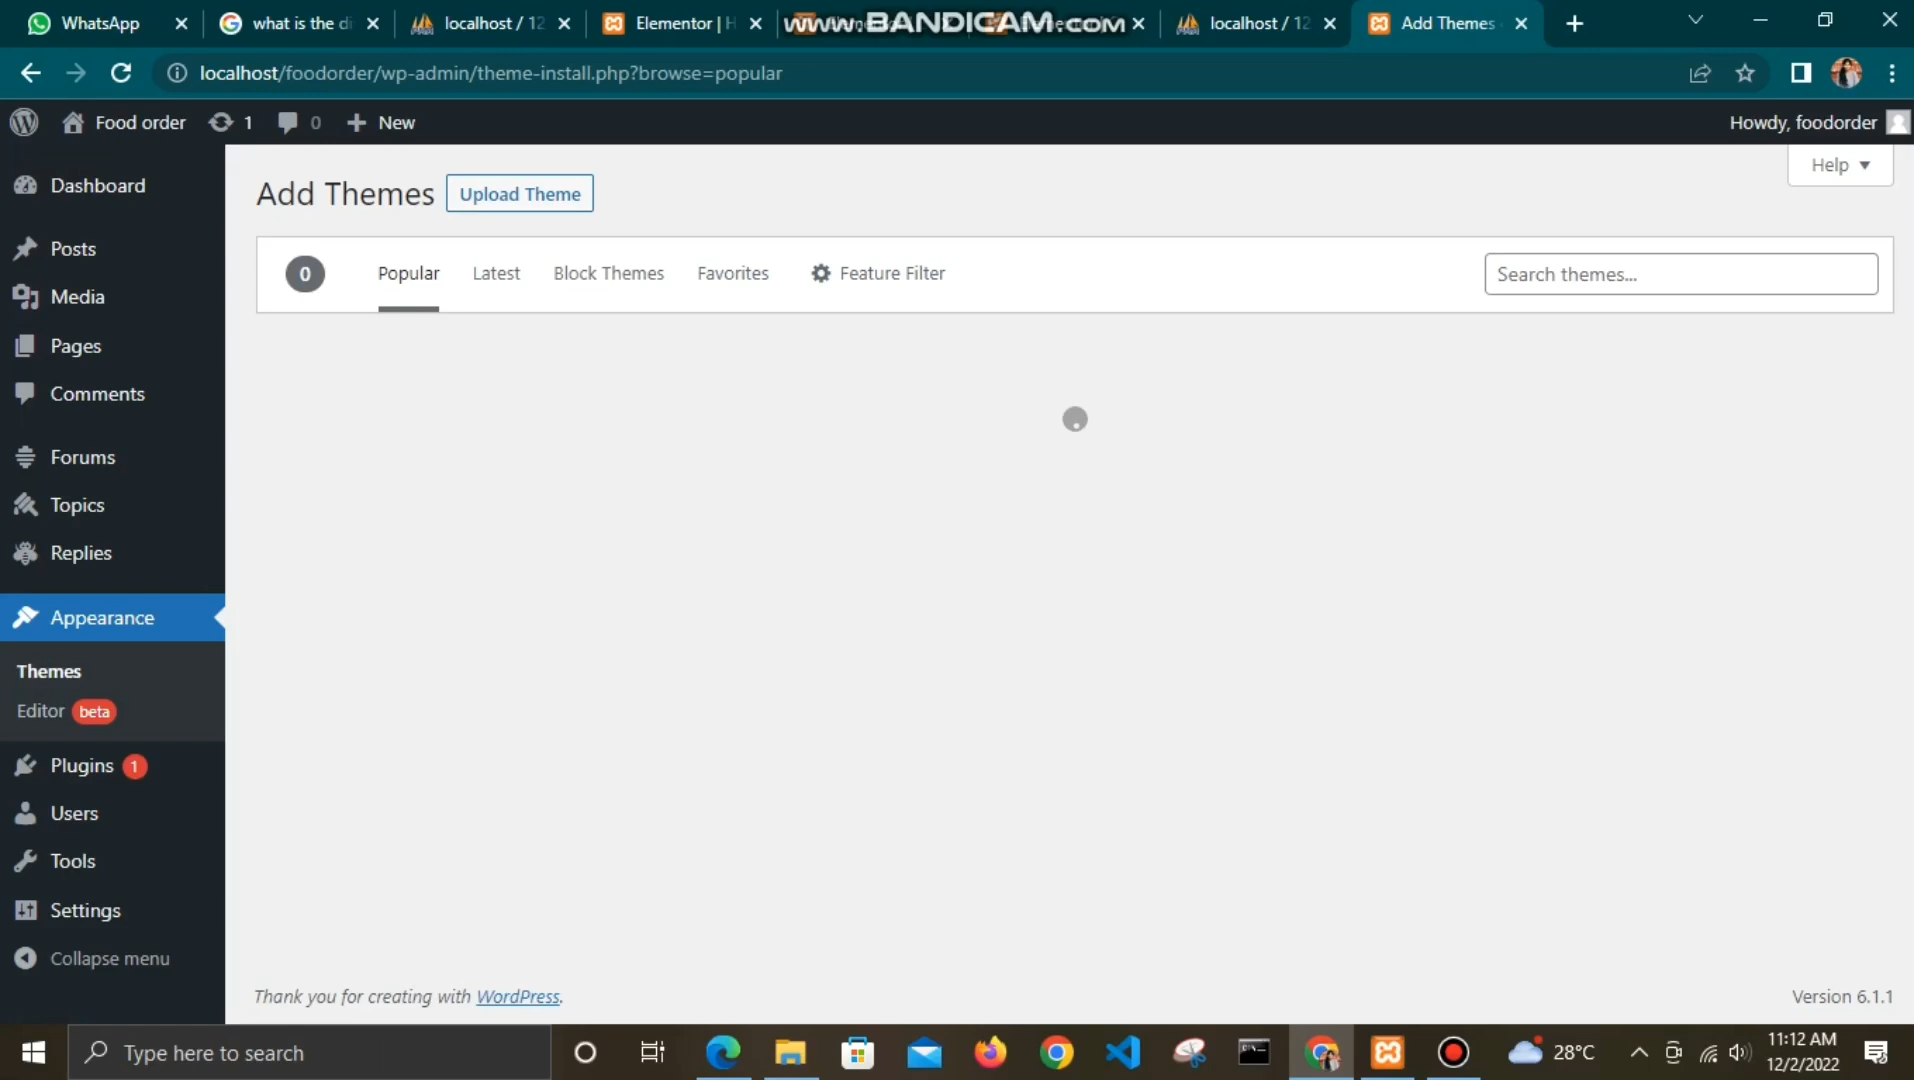 WhatsApp
what is the di
localhost / 12
Elementor | H
www.BANDICAM.com
localhost / 12
Add Themes
localhost/foodorder/wp-admin/theme-install.php?browse=popular
Food order
1
0
New
Howdy, foodorder
Help
Dashboard
Posts
Media
Pages
Comments
Forums
Topics
Replies
Appearance
Themes
Editor beta
Plugins 1
Users
Tools
Settings
Collapse menu
Add Themes
Upload Theme
0
Popular
Latest
Block Themes
Favorites
Feature Filter
Search themes...
Thank you for creating with WordPress.
Version 6.1.1
Type here to search
28°C
11:12 AM
12/2/2022